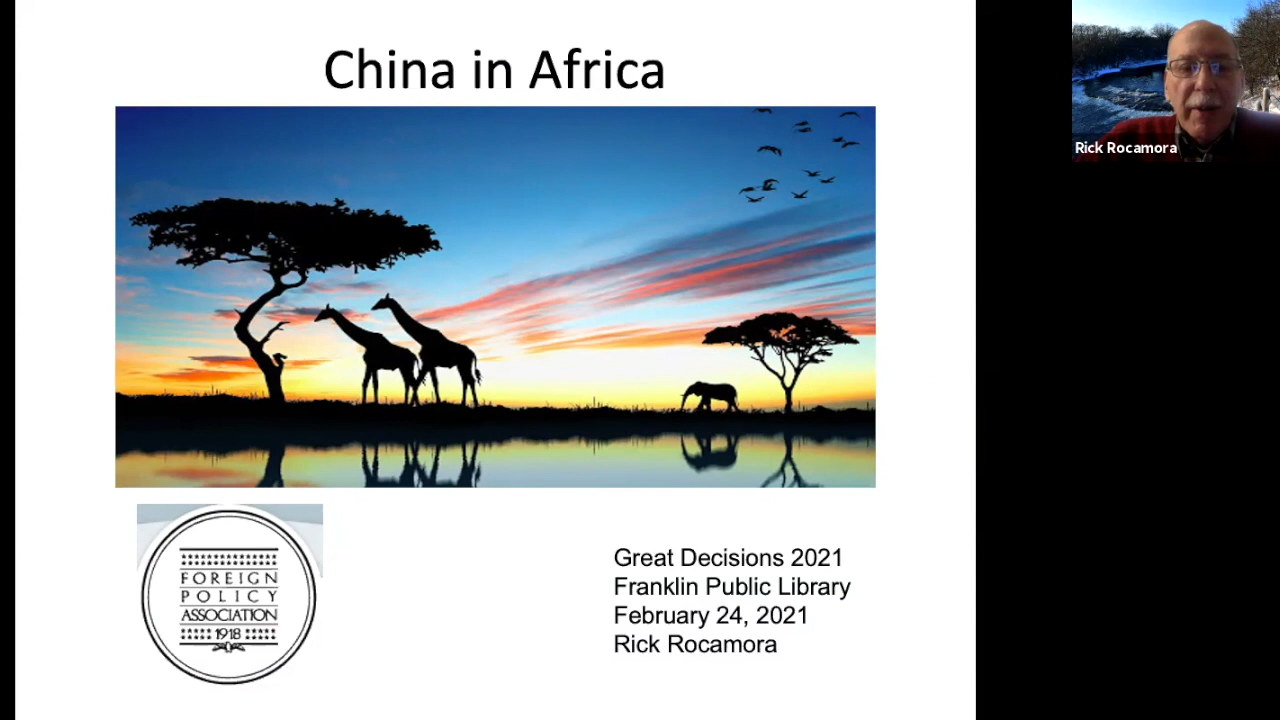 China in Africa
Rick Rocamora
FOREIGN
POLICY
ASSOCIATION
1918
Great Decisions 2021
Franklin Public Library
February 24, 2021
Rick Rocamora